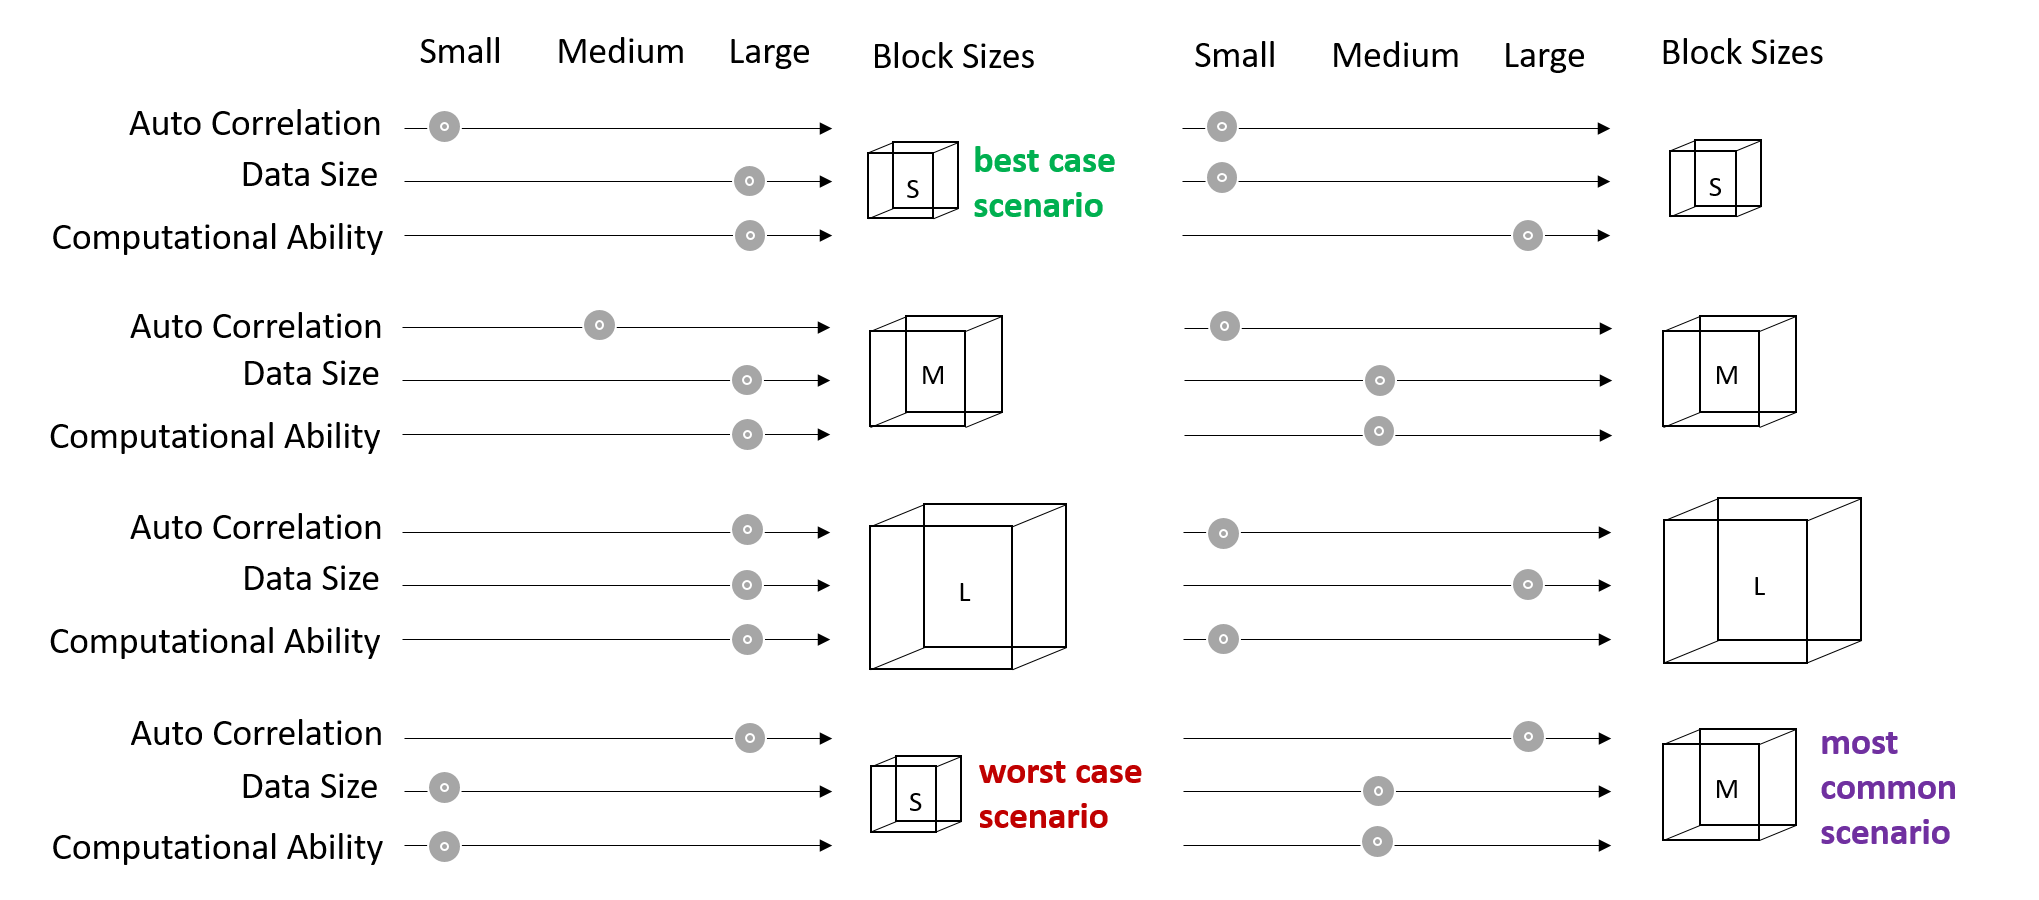 Small Medium Large Block Sizes Small Medium Large Block Sizes
Auto Correlation
Data Size
Computational Ability
S
best case
scenario
S
Auto Correlation
Data Size
Computational Ability
M
M
Auto Correlation
Data Size
Computational Ability
L
L
Auto Correlation
Data Size
Computational Ability
S
worst case
scenario
M
most
common
scenario